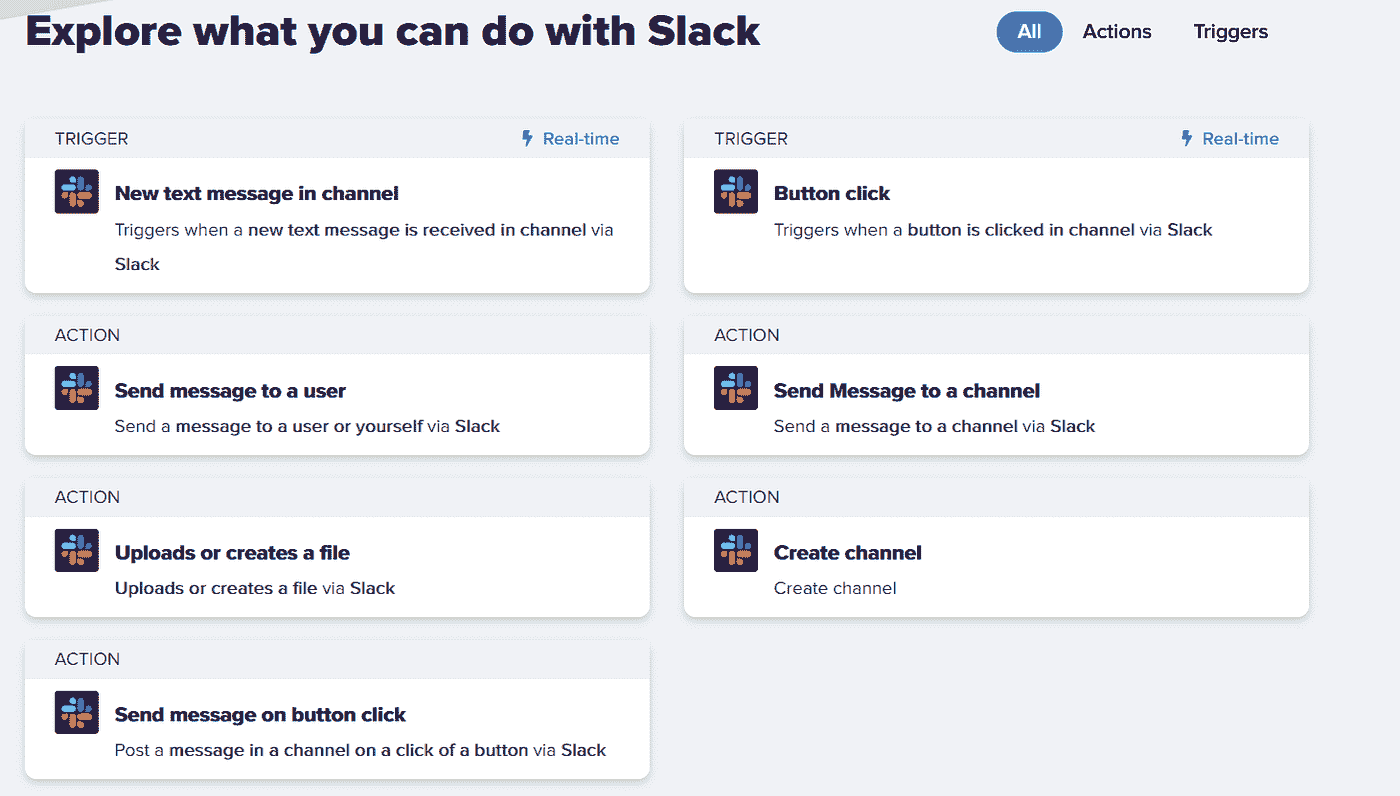 Explore what you can do with Slack
All
Actions
Triggers
TRIGGER
Real-time
New text message in channel
Triggers when a new text message is received in channel via
Slack
TRIGGER
Real-time
Button click
Triggers when a button is clicked in channel via Slack
ACTION
Send message to a user
Send a message to a user or yourself via Slack
ACTION
Send Message to a channel
Send a message to a channel via Slack
ACTION
Uploads or creates a file
Uploads or creates a file via Slack
ACTION
Create channel
Create channel
ACTION
Send message on button click
Post a message in a channel on a click of a button via Slack